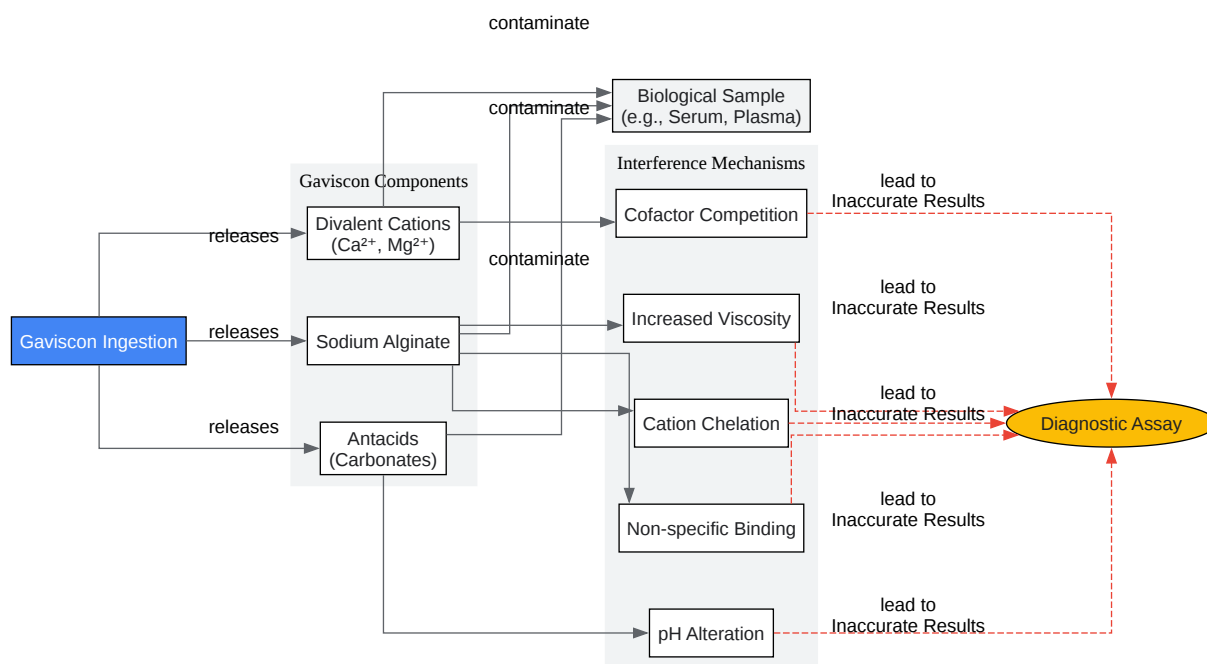 contaminate
Biological Sample
(e.g., Serum, Plasma)
contaminate
Interference Mechanisms
Gaviscon Components
lead to
Inaccurate Results
Cofactor Competition
Divalent Cations
(Ca²⁺, Mg²⁺)
releases
contaminate
lead to
Inaccurate Results
Increased Viscosity
Gaviscon Ingestion
releases
Sodium Alginate
lead to
Inaccurate Results
Cation Chelation
Diagnostic Assay
releases
Antacids
(Carbonates)
lead to
Inaccurate Results
Non-specific Binding
lead to
Inaccurate Results
pH Alteration